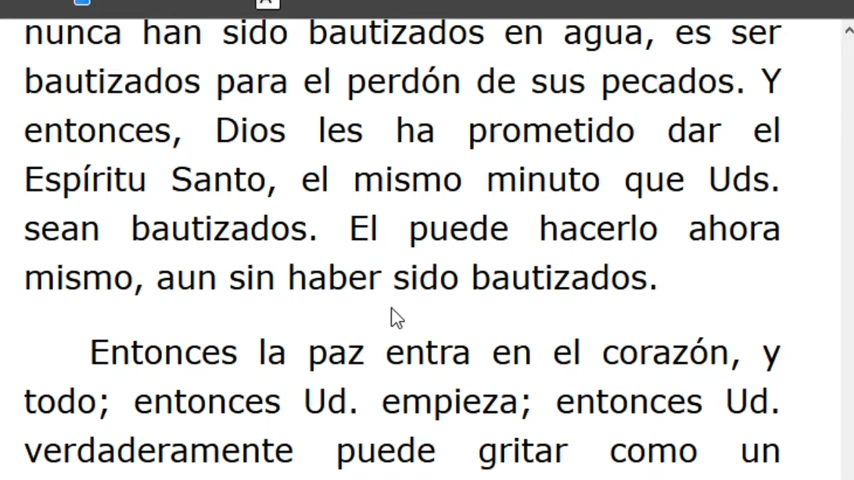 nunca han sido bautizados en agua, es ser
bautizados para el perdón de sus pecados. Y
entonces, Dios les ha prometido dar el
Espíritu Santo, el mismo minuto que Uds.
sean bautizados. El puede hacerlo ahora
mismo, aun sin haber sido bautizados.
Entonces la paz entra en el corazón, y
todo; entonces Ud. empieza; entonces Ud.
verdaderamente puede gritar como un